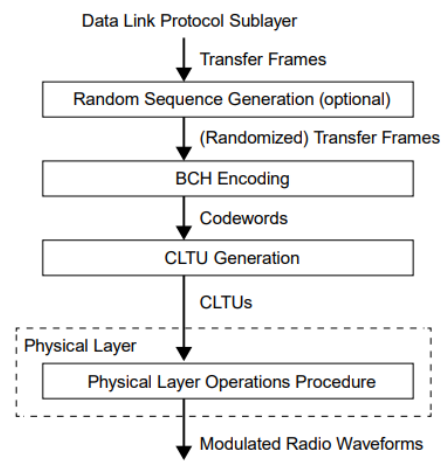 Data Link Protocol Sublayer
Transfer Frames
Random Sequence Generation (optional)
(Randomized) Transfer Frames
BCH Encoding
Codewords
CLTU Generation
CLTUs
Physical Layer
Physical Layer Operations Procedure
Modulated Radio Waveforms